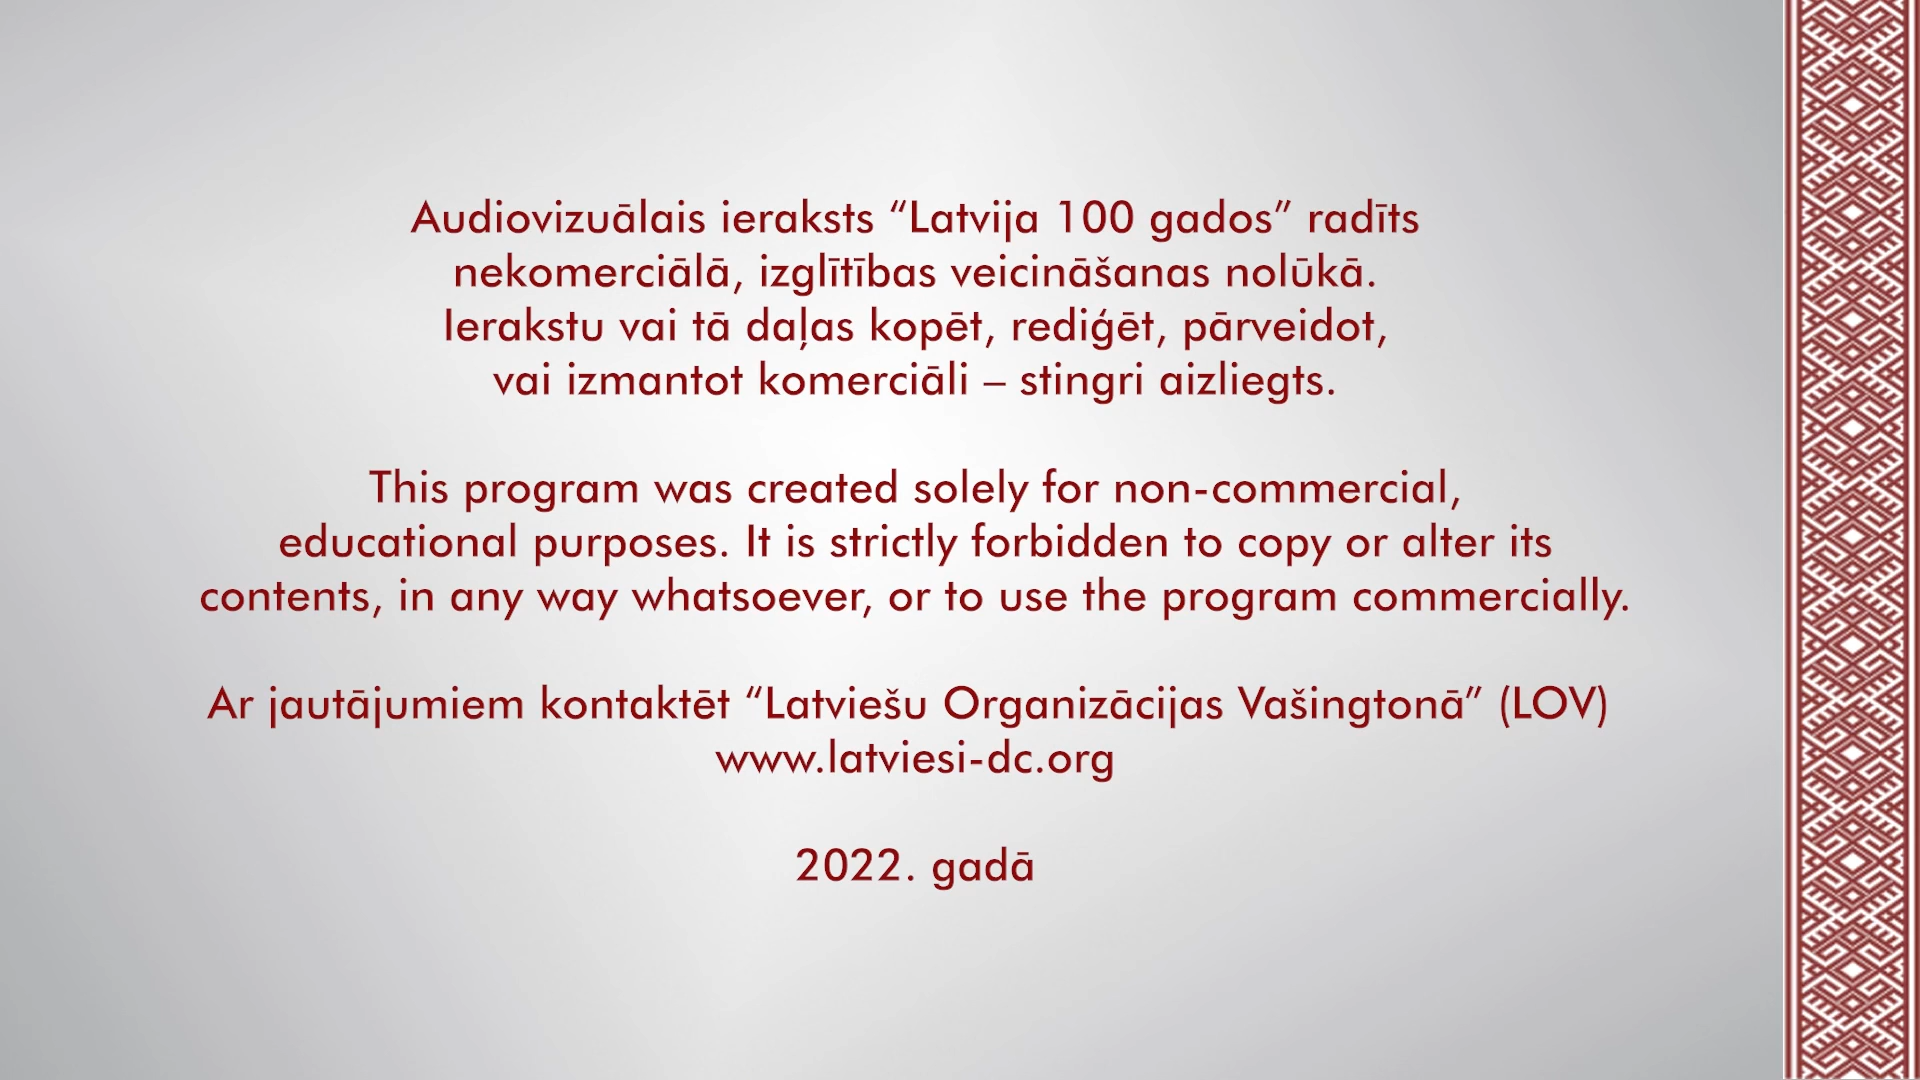 Audiovizuālais ieraksts “Latvija 100 gados” radīts
nekomerciālā, izglītības veicināšanas nolūkā.
Ierakstu vai tā daļas kopēt, rediģēt, pārveidot,
vai izmantot komerciāli – stingri aizliegts.
This program was created solely for non-commercial,
educational purposes. It is strictly forbidden to copy or alter its
contents, in any way whatsoever, or to use the program commercially.
Ar jautājumiem kontaktēt “Latviešu Organizācijas Vašingtonā” (LOV)
www.latviesi-dc.org
2022. gadā